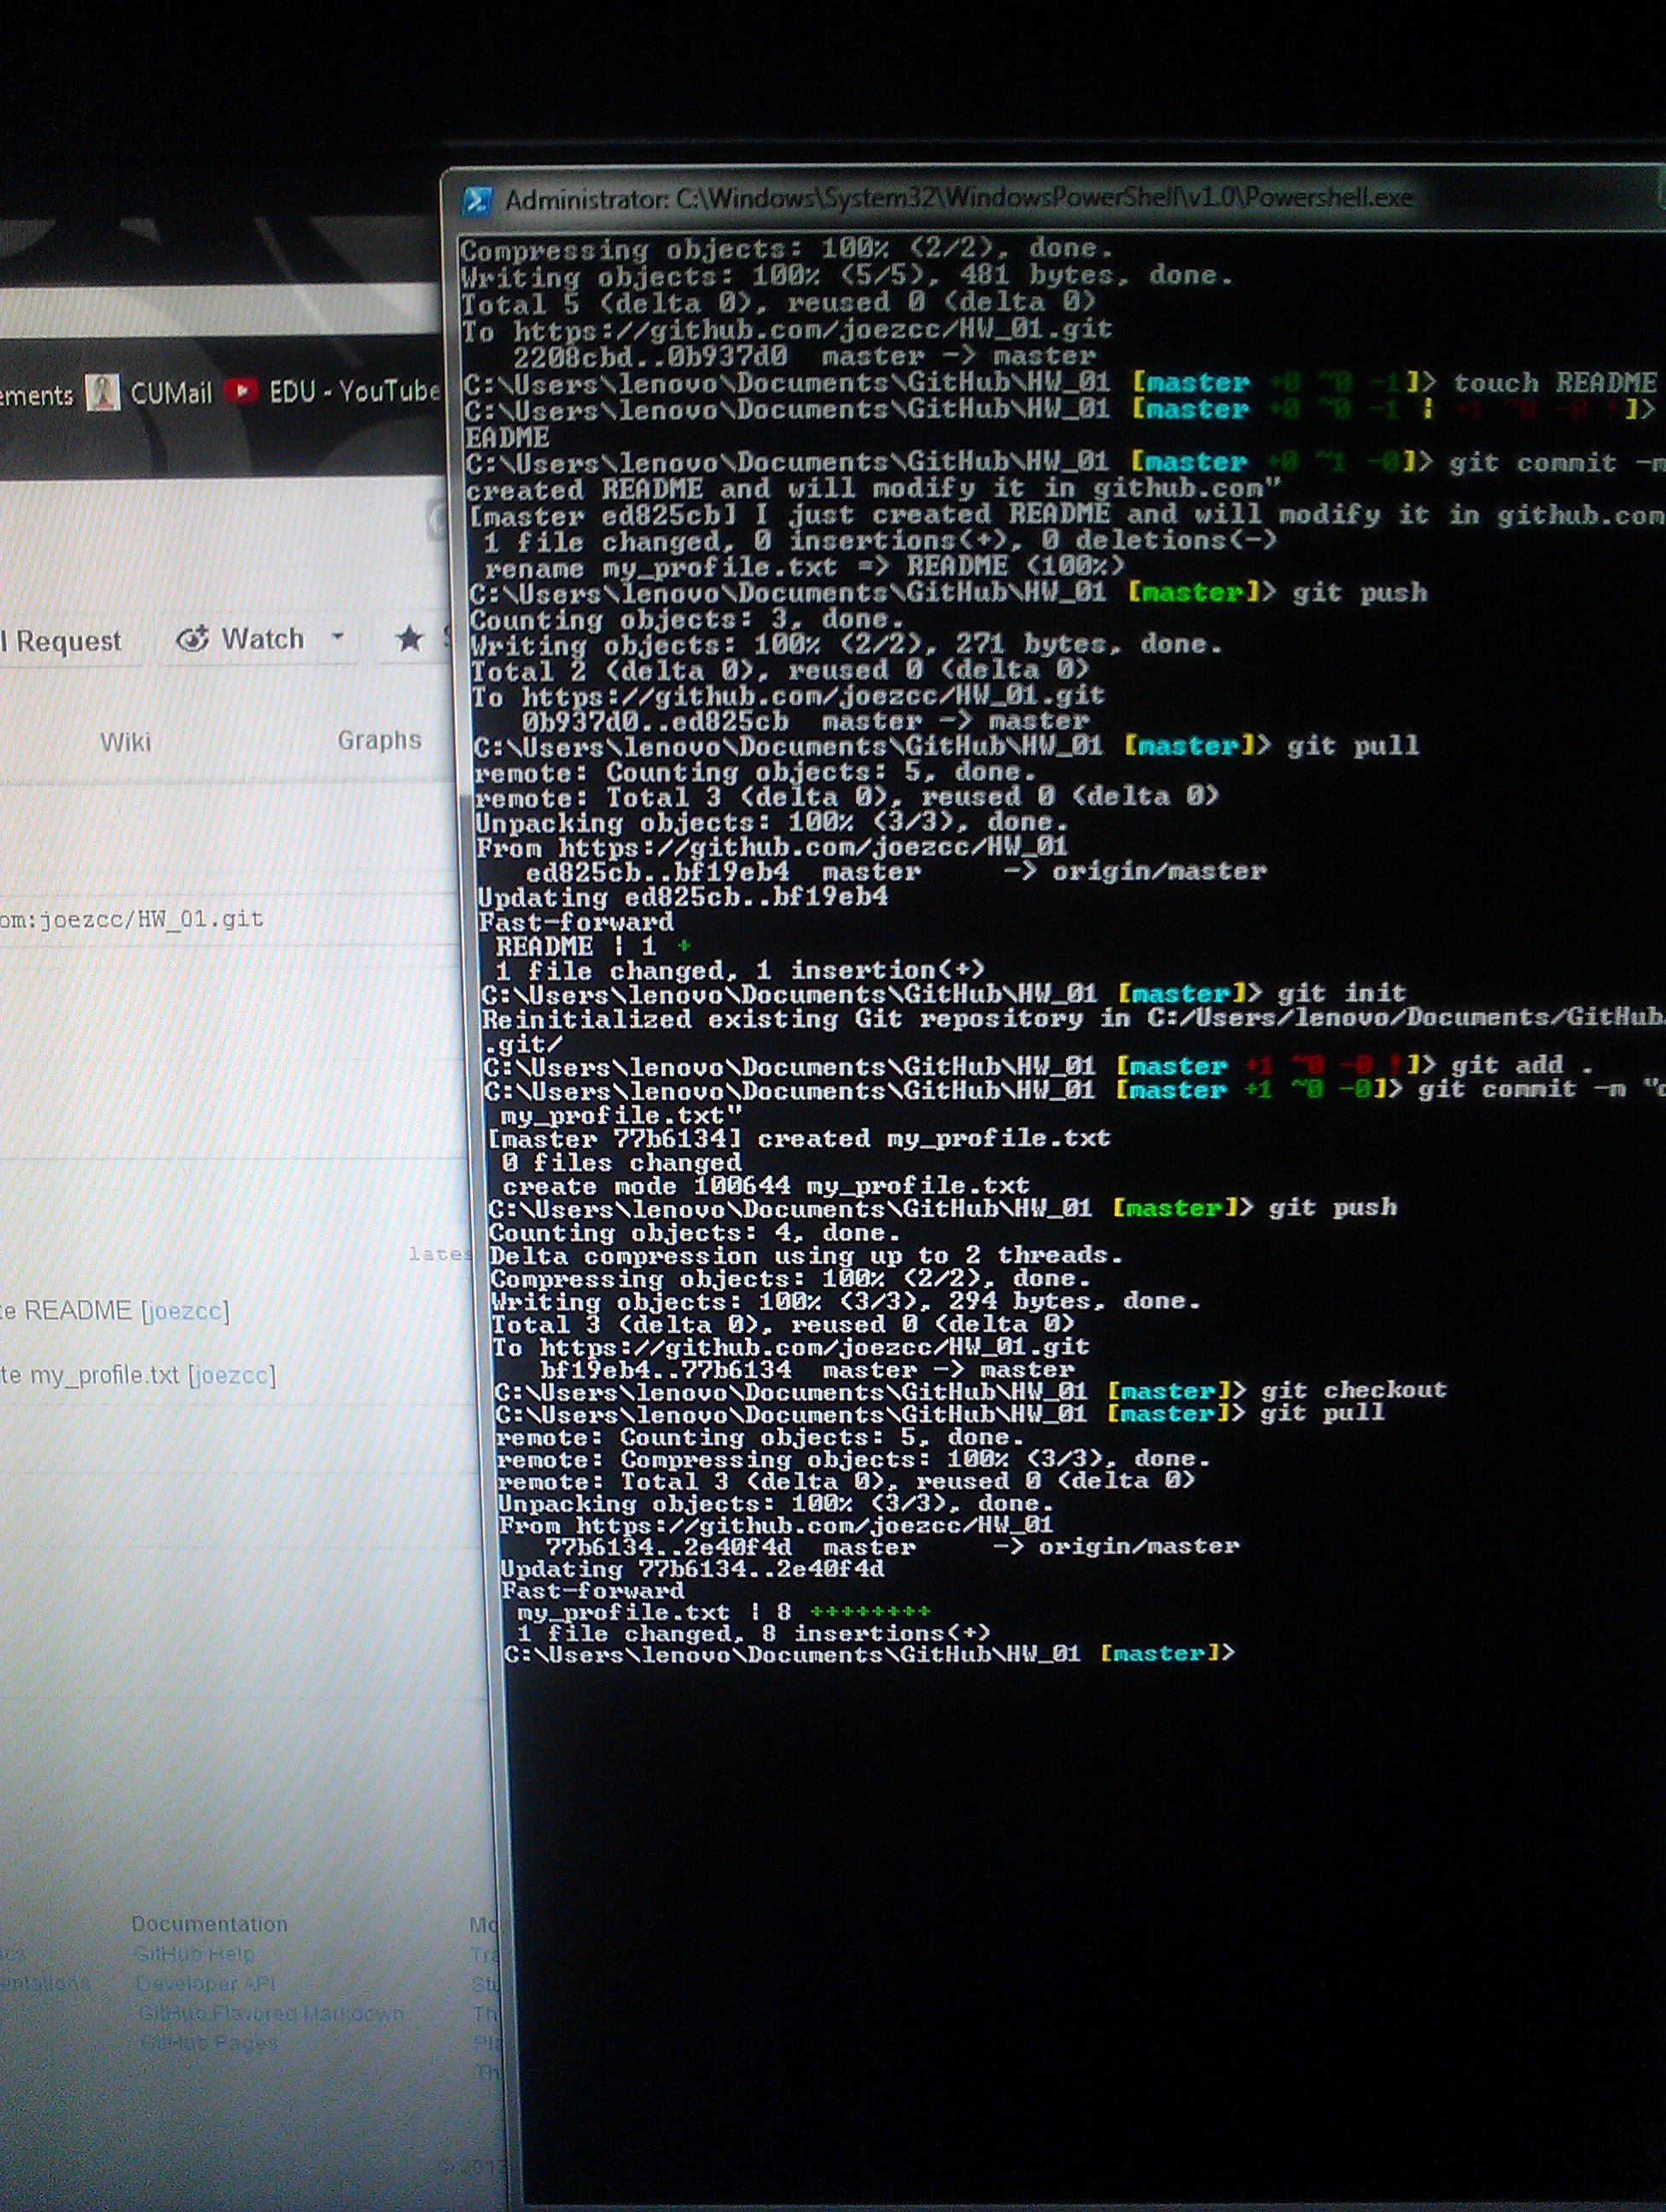 Administrator: C:\Windows\System32\WindowsPowerShell\v1.0\Powershell.exe
Compressing objects: 100% (2/2), done.
Writing objects: 100% (5/5), 481 bytes, done.
Total 5 (delta 0), reused 0 (delta 0)
To https://github.com/joezcc/HW_01.git
2208cbd..0b937d0 master -> master
C:\Users\lenovo\Documents\GitHub\HW_01 [master +0 ~0 -1]> touch README
C:\Users\lenovo\Documents\GitHub\HW_01 [master +0 ~0 -1 | +1 ~0 -0 !]>
EADME
C:\Users\lenovo\Documents\GitHub\HW_01 [master +0 ~1 -0]> git commit -m
created README and will modify it in github.com"
[master ed825cb] I just created README and will modify it in github.com
1 file changed, 0 insertions(+), 0 deletions(-)
rename my_profile.txt => README (100%)
C:\Users\lenovo\Documents\GitHub\HW_01 [master]> git push
Counting objects: 3, done.
Writing objects: 100% (2/2), 271 bytes, done.
Total 2 (delta 0), reused 0 (delta 0)
To https://github.com/joezcc/HW_01.git
0b937d0..ed825cb master -> master
C:\Users\lenovo\Documents\GitHub\HW_01 [master]> git pull
remote: Counting objects: 5, done.
remote: Total 3 (delta 0), reused 0 (delta 0)
Unpacking objects: 100% (3/3), done.
From https://github.com/joezcc/HW_01
ed825cb..bf19eb4 master -> origin/master
Updating ed825cb..bf19eb4
Fast-forward
README | 1 +
1 file changed, 1 insertion(+)
C:\Users\lenovo\Documents\GitHub\HW_01 [master]> git init
Reinitialized existing Git repository in C:/Users/lenovo/Documents/GitHub
.git/
C:\Users\lenovo\Documents\GitHub\HW_01 [master +1 ~0 -0 !]> git add .
C:\Users\lenovo\Documents\GitHub\HW_01 [master +1 ~0 -0]> git commit -m "c
my_profile.txt"
[master 77b6134] created my_profile.txt
0 files changed
create mode 100644 my_profile.txt
C:\Users\lenovo\Documents\GitHub\HW_01 [master]> git push
Counting objects: 4, done.
Delta compression using up to 2 threads.
Compressing objects: 100% (2/2), done.
Writing objects: 100% (3/3), 294 bytes, done.
Total 3 (delta 0), reused 0 (delta 0)
To https://github.com/joezcc/HW_01.git
bf19eb4..77b6134 master -> master
C:\Users\lenovo\Documents\GitHub\HW_01 [master]> git checkout
C:\Users\lenovo\Documents\GitHub\HW_01 [master]> git pull
remote: Counting objects: 5, done.
remote: Compressing objects: 100% (3/3), done.
remote: Total 3 (delta 0), reused 0 (delta 0)
Unpacking objects: 100% (3/3), done.
From https://github.com/joezcc/HW_01
77b6134..2e40f4d master -> origin/master
Updating 77b6134..2e40f4d
Fast-forward
my_profile.txt | 8 ++++++++
1 file changed, 8 insertions(+)
C:\Users\lenovo\Documents\GitHub\HW_01 [master]>
ements CUMail EDU - YouTube
l Request Watch
Wiki Graphs
om:joezcc/HW_01.git
lates
te README [joezcc]
te my_profile.txt [joezcc]
Documentation
GitHub Help
entations Developer API
GitHub Flavored Markdown
GitHub Pages